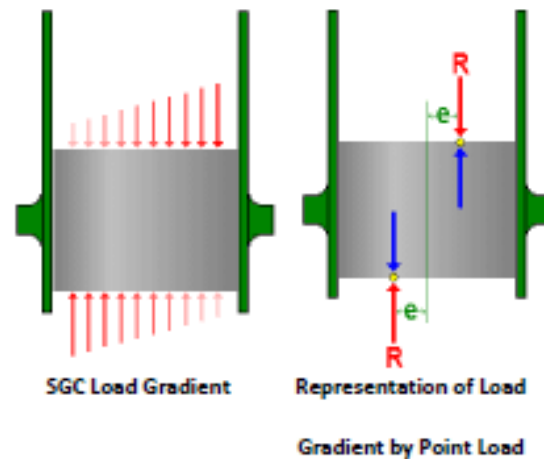 R
e
e
R
SGC Load Gradient
Representation of Load
Gradient by Point Load